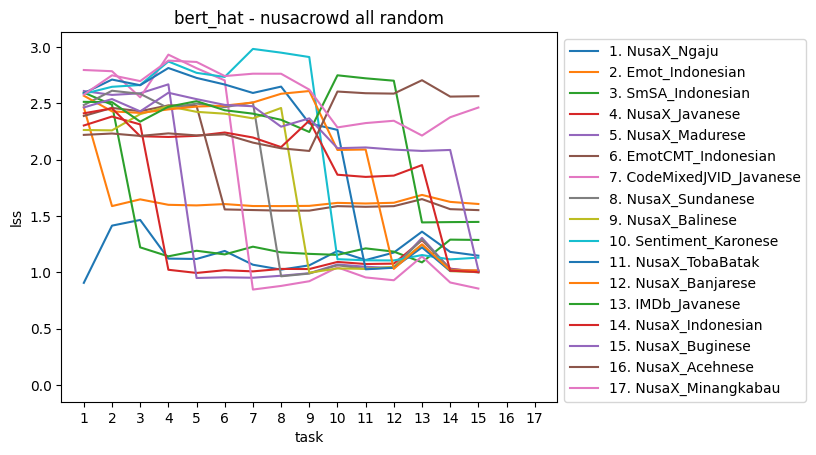 bert_hat - nusacrowd all random
lss
3.0
2.5
2.0
1.5
1.0
0.5
0.0
1 2 3 4 5 6 7 8 9 10 11 12 13 14 15 16 17
task
1. NusaX_Ngaju
2. Emot_Indonesian
3. SmSA_Indonesian
4. NusaX_Javanese
5. NusaX_Madurese
6. EmotCMT_Indonesian
7. CodeMixedJVID_Javanese
8. NusaX_Sundanese
9. NusaX_Balinese
10. Sentiment_Karonese
11. NusaX_TobaBatak
12. NusaX_Banjarese
13. IMDb_Javanese
14. NusaX_Indonesian
15. NusaX_Buginese
16. NusaX_Acehnese
17. NusaX_Minangkabau